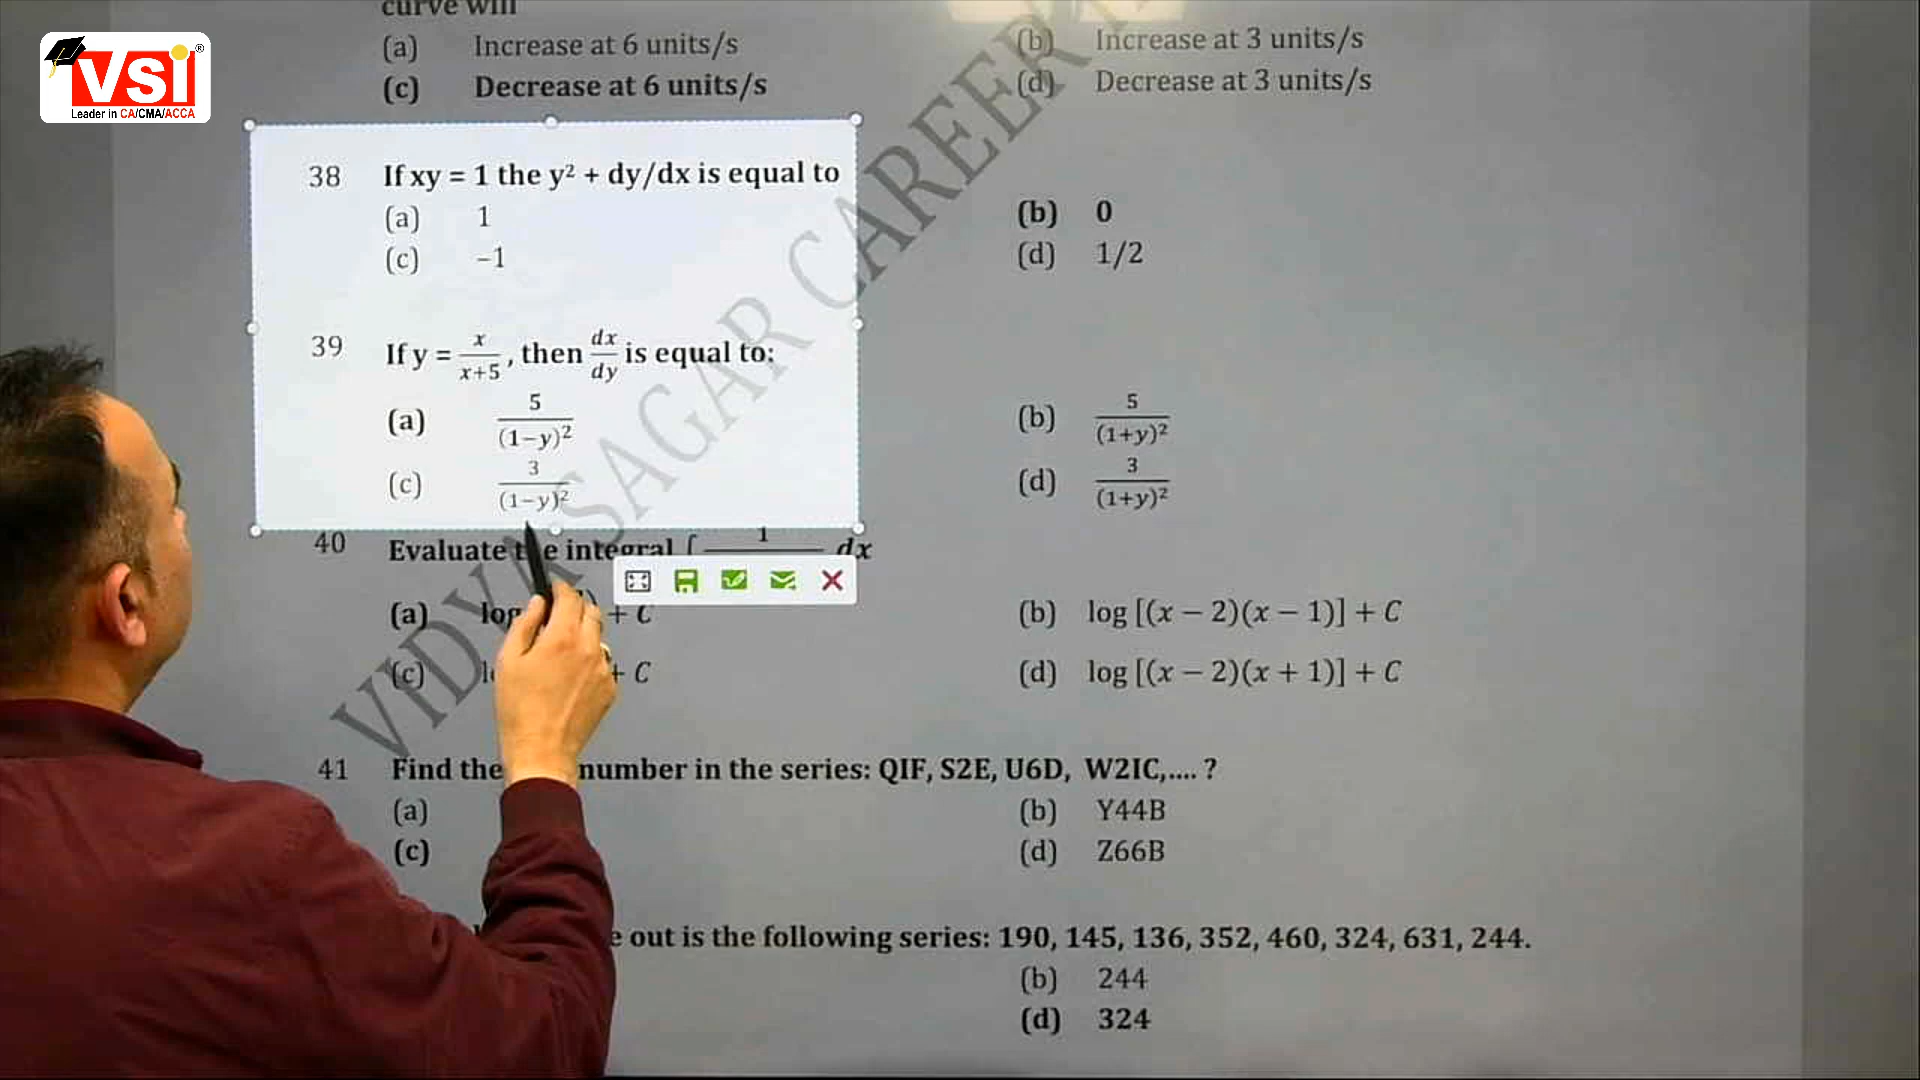 curve will
(a) Increase at 6 units/s (b) Increase at 3 units/s
(c) Decrease at 6 units/s (d) Decrease at 3 units/s
VSI ®
Leader in CA/CMA/ACCA
38 If xy = 1 the y² + dy/dx is equal to
(a) 1 (b) 0
(c) –1 (d) 1/2
39 If y = x/(x+5), then dx/dy is equal to:
(a) 5/(1−y)² (b) 5/(1+y)²
(c) 3/(1−y)² (d) 3/(1+y)²
40 Evaluate the integral ∫ 1 dx
(a) log + C (b) log [(x − 2)(x − 1)] + C
(c) + C (d) log [(x − 2)(x + 1)] + C
41 Find the number in the series: QIF, S2E, U6D, W2IC,.... ?
(a) (b) Y44B
(c) (d) Z66B
out is the following series: 190, 145, 136, 352, 460, 324, 631, 244.
(b) 244
(d) 324
VIDYA SAGAR CAREER